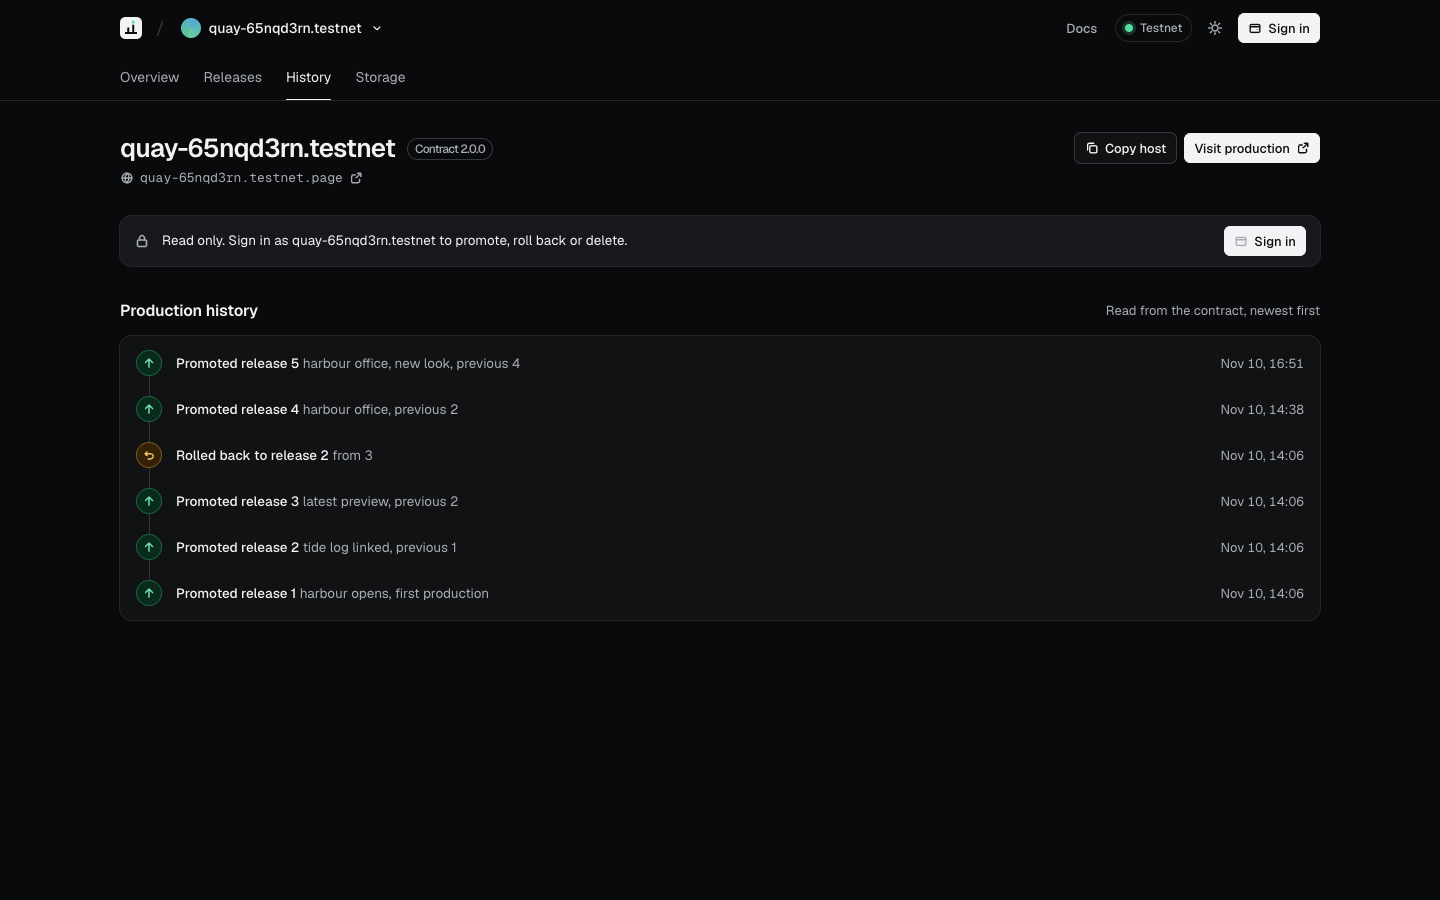 quay-65nqd3rn.testnet
Docs
Testnet
Sign in
Overview
Releases
History
Storage
quay-65nqd3rn.testnet
Contract 2.0.0
Copy host
Visit production
quay-65nqd3rn.testnet.page
Read only. Sign in as quay-65nqd3rn.testnet to promote, roll back or delete.
Sign in
Production history
Read from the contract, newest first
Promoted release 5 harbour office, new look, previous 4
Nov 10, 16:51
Promoted release 4 harbour office, previous 2
Nov 10, 14:38
Rolled back to release 2 from 3
Nov 10, 14:06
Promoted release 3 latest preview, previous 2
Nov 10, 14:06
Promoted release 2 tide log linked, previous 1
Nov 10, 14:06
Promoted release 1 harbour opens, first production
Nov 10, 14:06